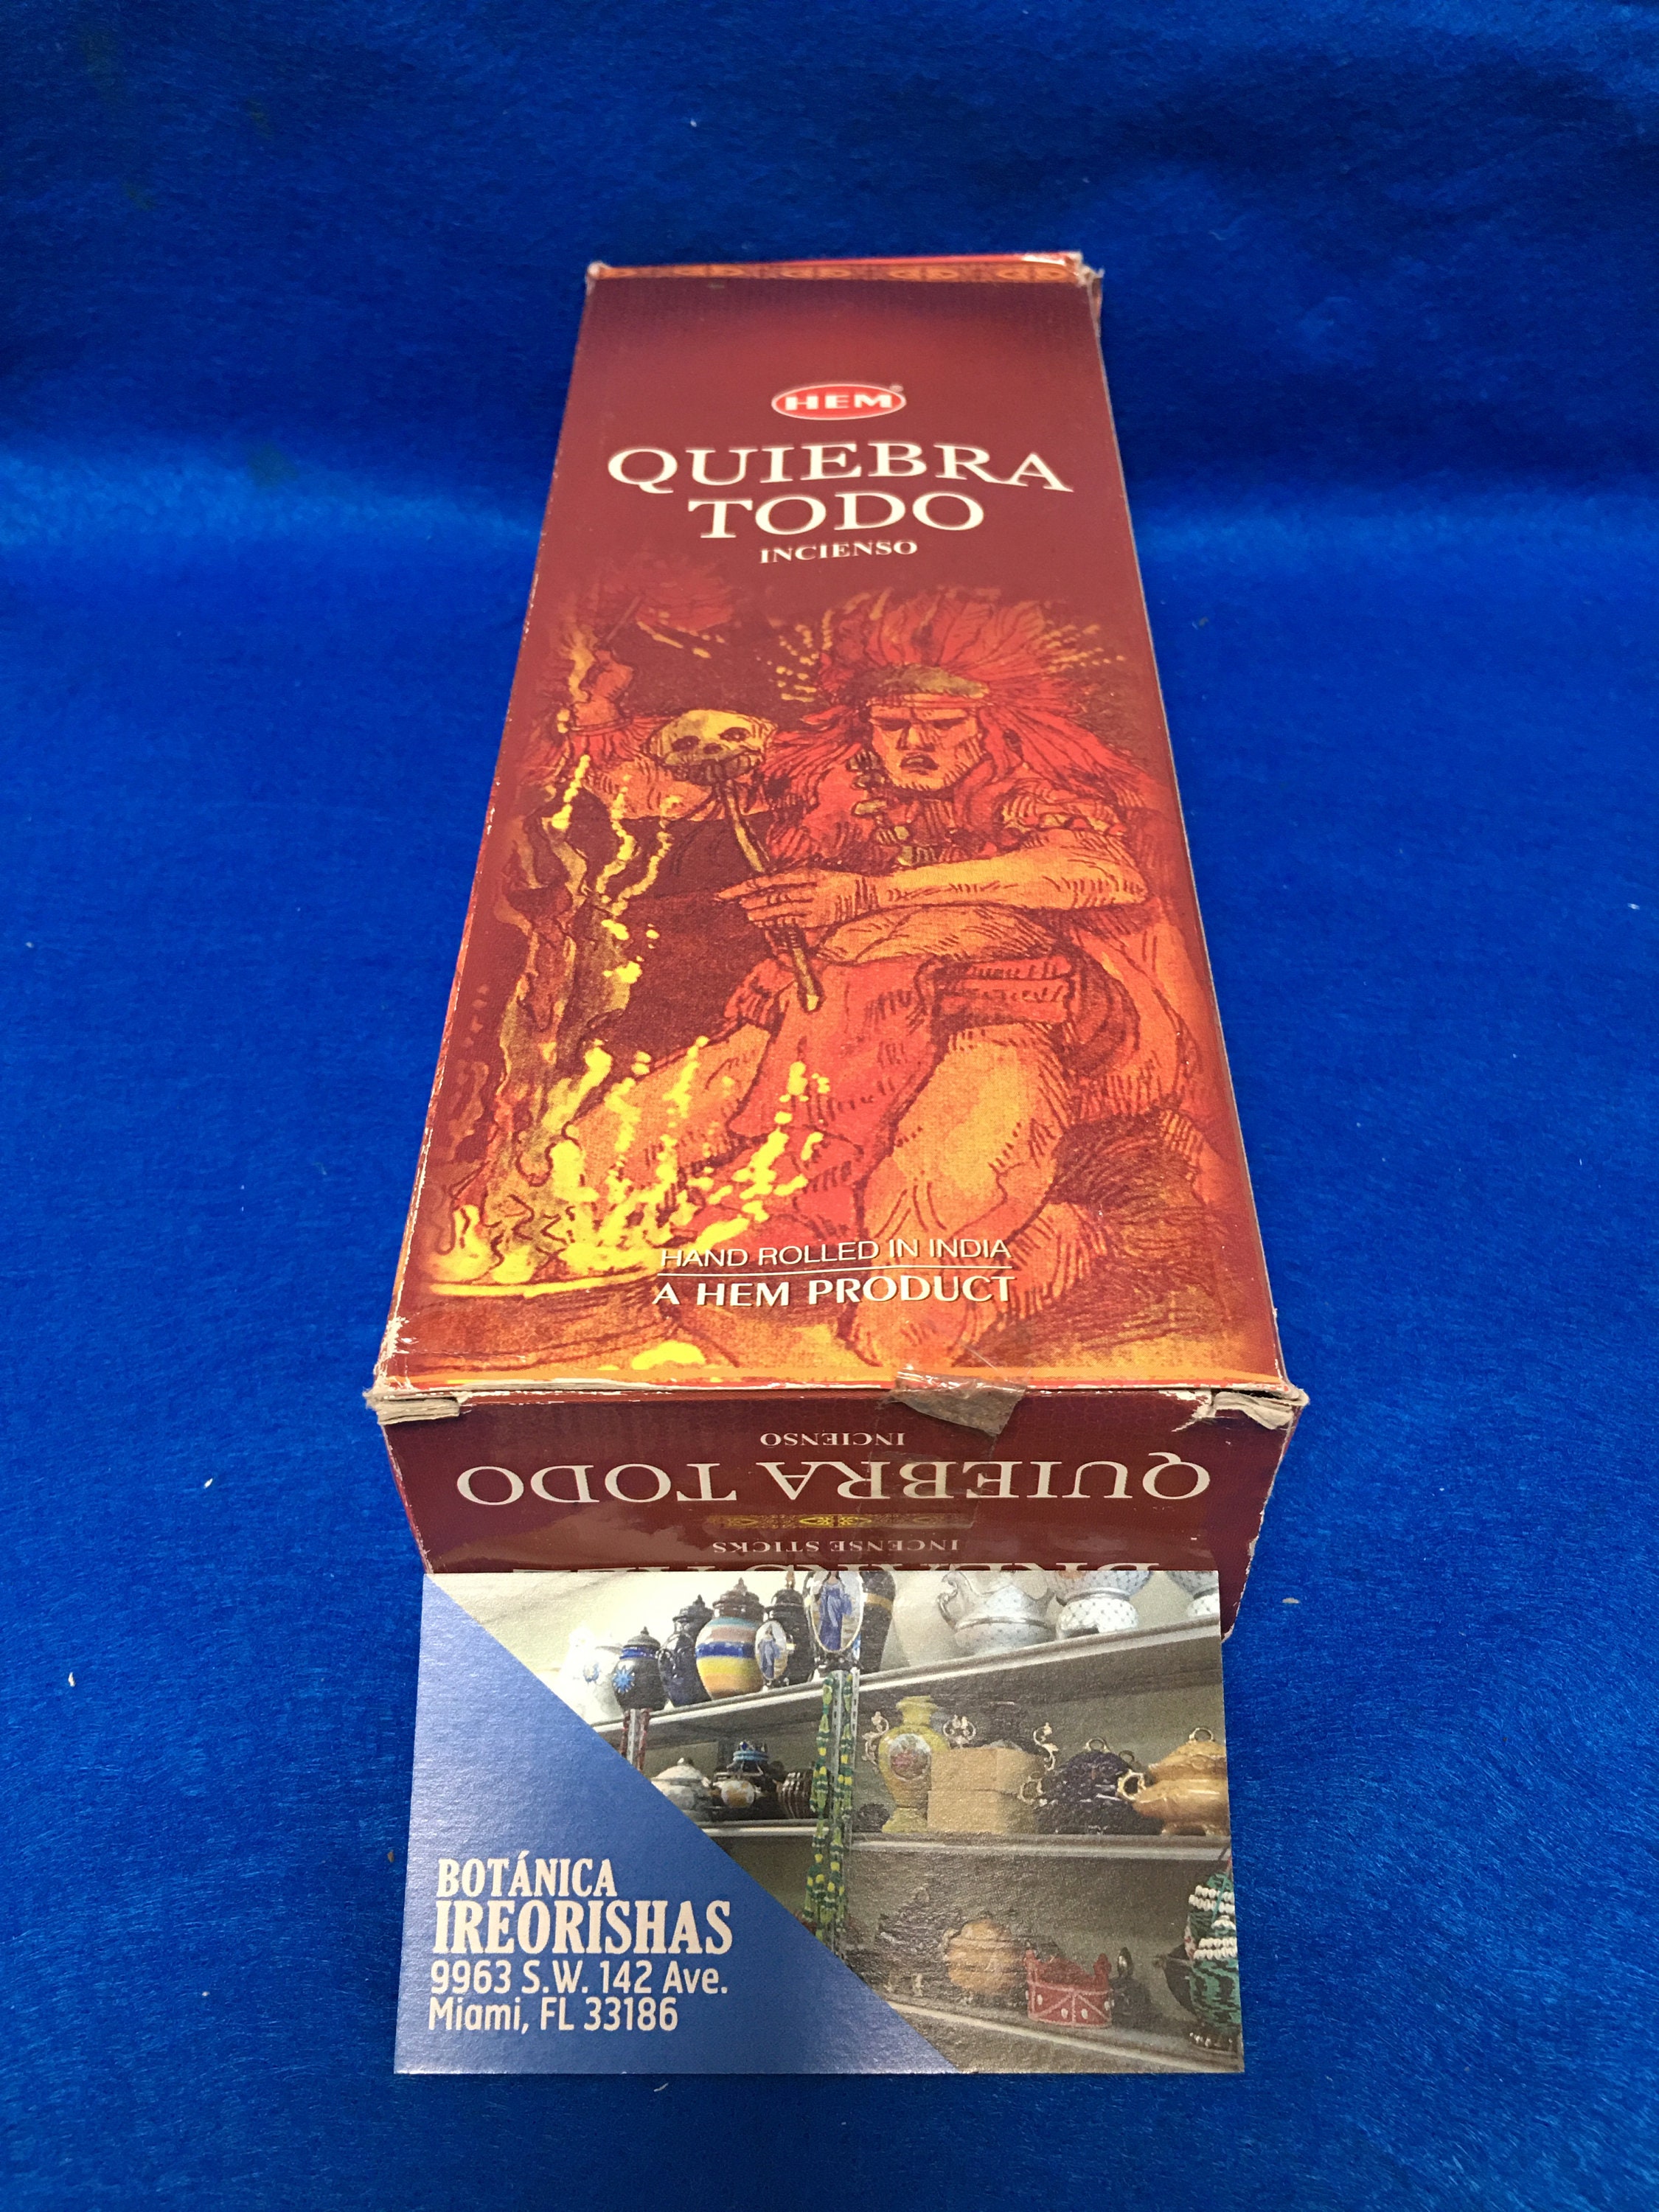 HEM®
QUIEBRA
TODO
INCIENSO
HAND ROLLED IN INDIA
A HEM PRODUCT
INCIENSO
QUIEBRA TODO
INCENSE STICKS
BOTÁNICA
IREORISHAS
9963 S.W. 142 Ave.
Miami, FL 33186